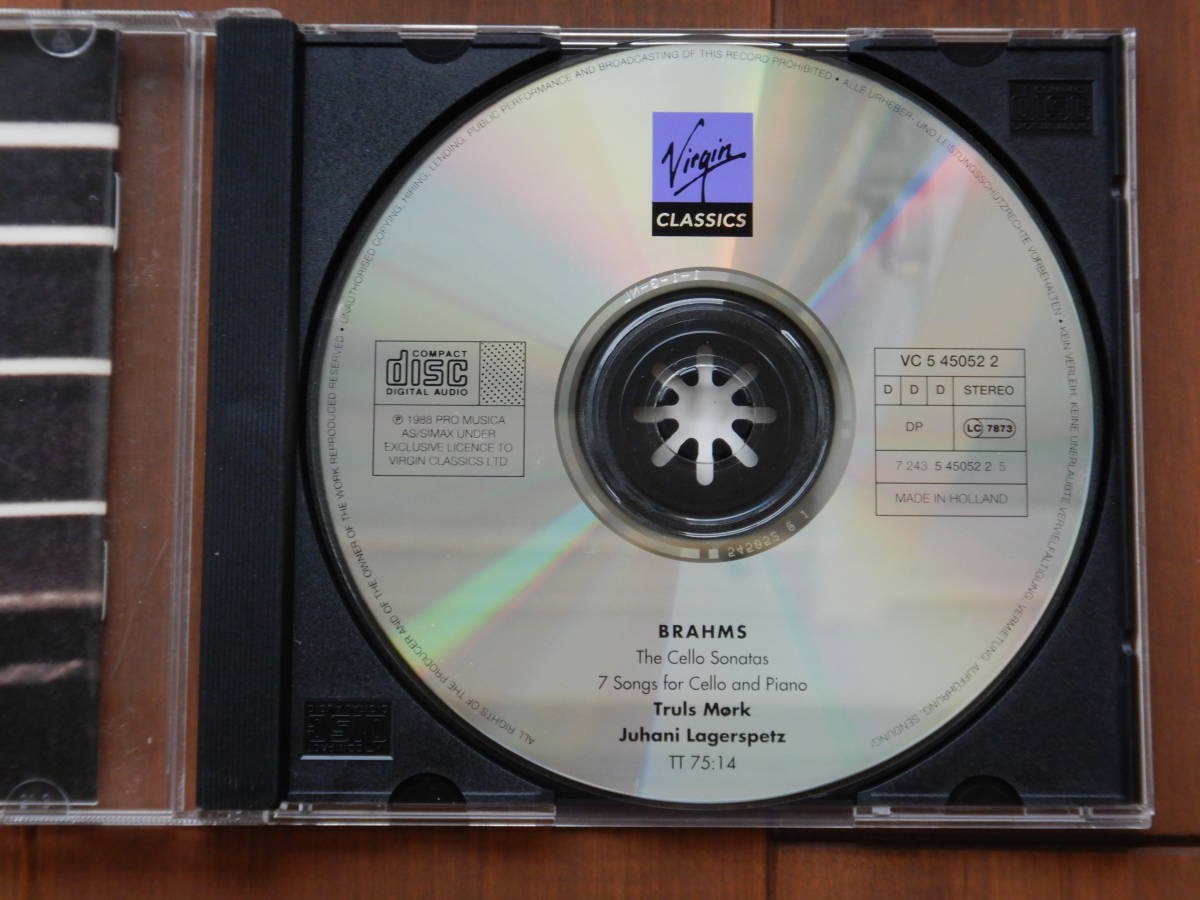 ALL RIGHTS OF THE PRODUCER AND OF THE OWNER OF THE WORK REPRODUCED RESERVED • UNAUTHORISED COPYING, HIRING, LENDING, PUBLIC PERFORMANCE AND BROADCASTING OF THIS RECORD PROHIBITED • ALLE URHEBER- UND LEISTUNGSSCHUTZRECHTE VORBEHALTEN • KEIN VERLEIH, KEINE UNERLAUBTE VERVIELFÄLTIGUNG, VERMIETUNG, AUFFÜHRUNG, SENDUNG!
Virgin
CLASSICS
COMPACT
disc
DIGITAL AUDIO
℗ 1988 PRO MUSICA
AS/SIMAX UNDER
EXCLUSIVE LICENCE TO
VIRGIN CLASSICS LTD
VC 5 45052 2
D D D STEREO
DP LC 7873
7 243 5 45052 2 5
MADE IN HOLLAND
BRAHMS
The Cello Sonatas
7 Songs for Cello and Piano
Truls Mørk
Juhani Lagerspetz
TT 75:14
COMPACT
disc